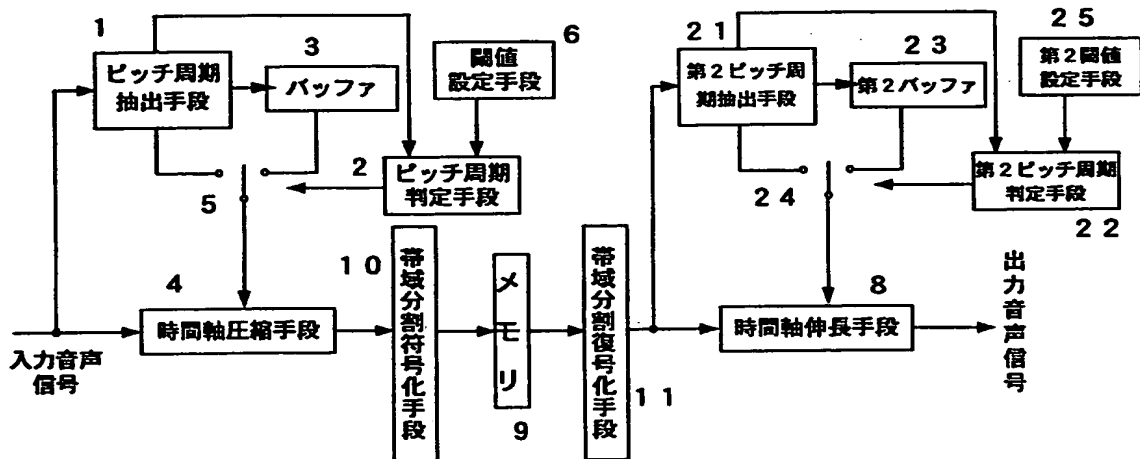 1
ピッチ周期
抽出手段
3
バッファ
6
閾値
設定手段
2
ピッチ周期
判定手段
5
4
時間軸圧縮手段
入力音声
信号
10
帯域分割符号化手段
メモリ
9
帯域分割復号化手段
11
21
第2ピッチ周
期抽出手段
23
第2バッファ
25
第2閾値
設定手段
24
第2ピッチ周期
判定手段
22
8
時間軸伸長手段
出力音声信号